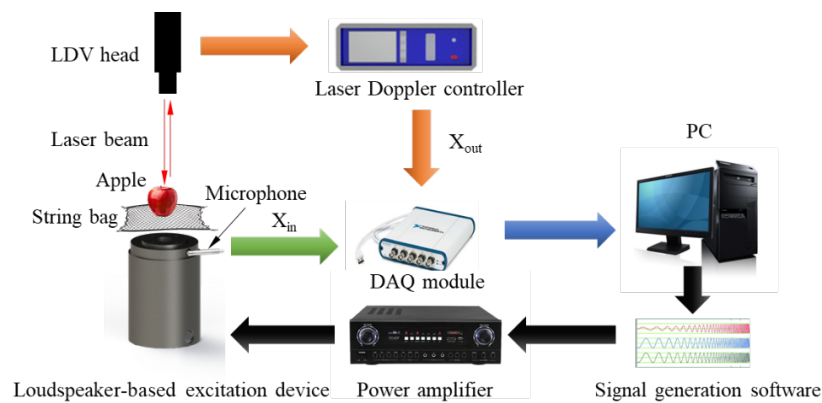 LDV head
Laser Doppler controller
Laser beam
X_out
PC
Apple
Microphone
String bag
X_in
DAQ module
Loudspeaker-based excitation device
Power amplifier
Signal generation software